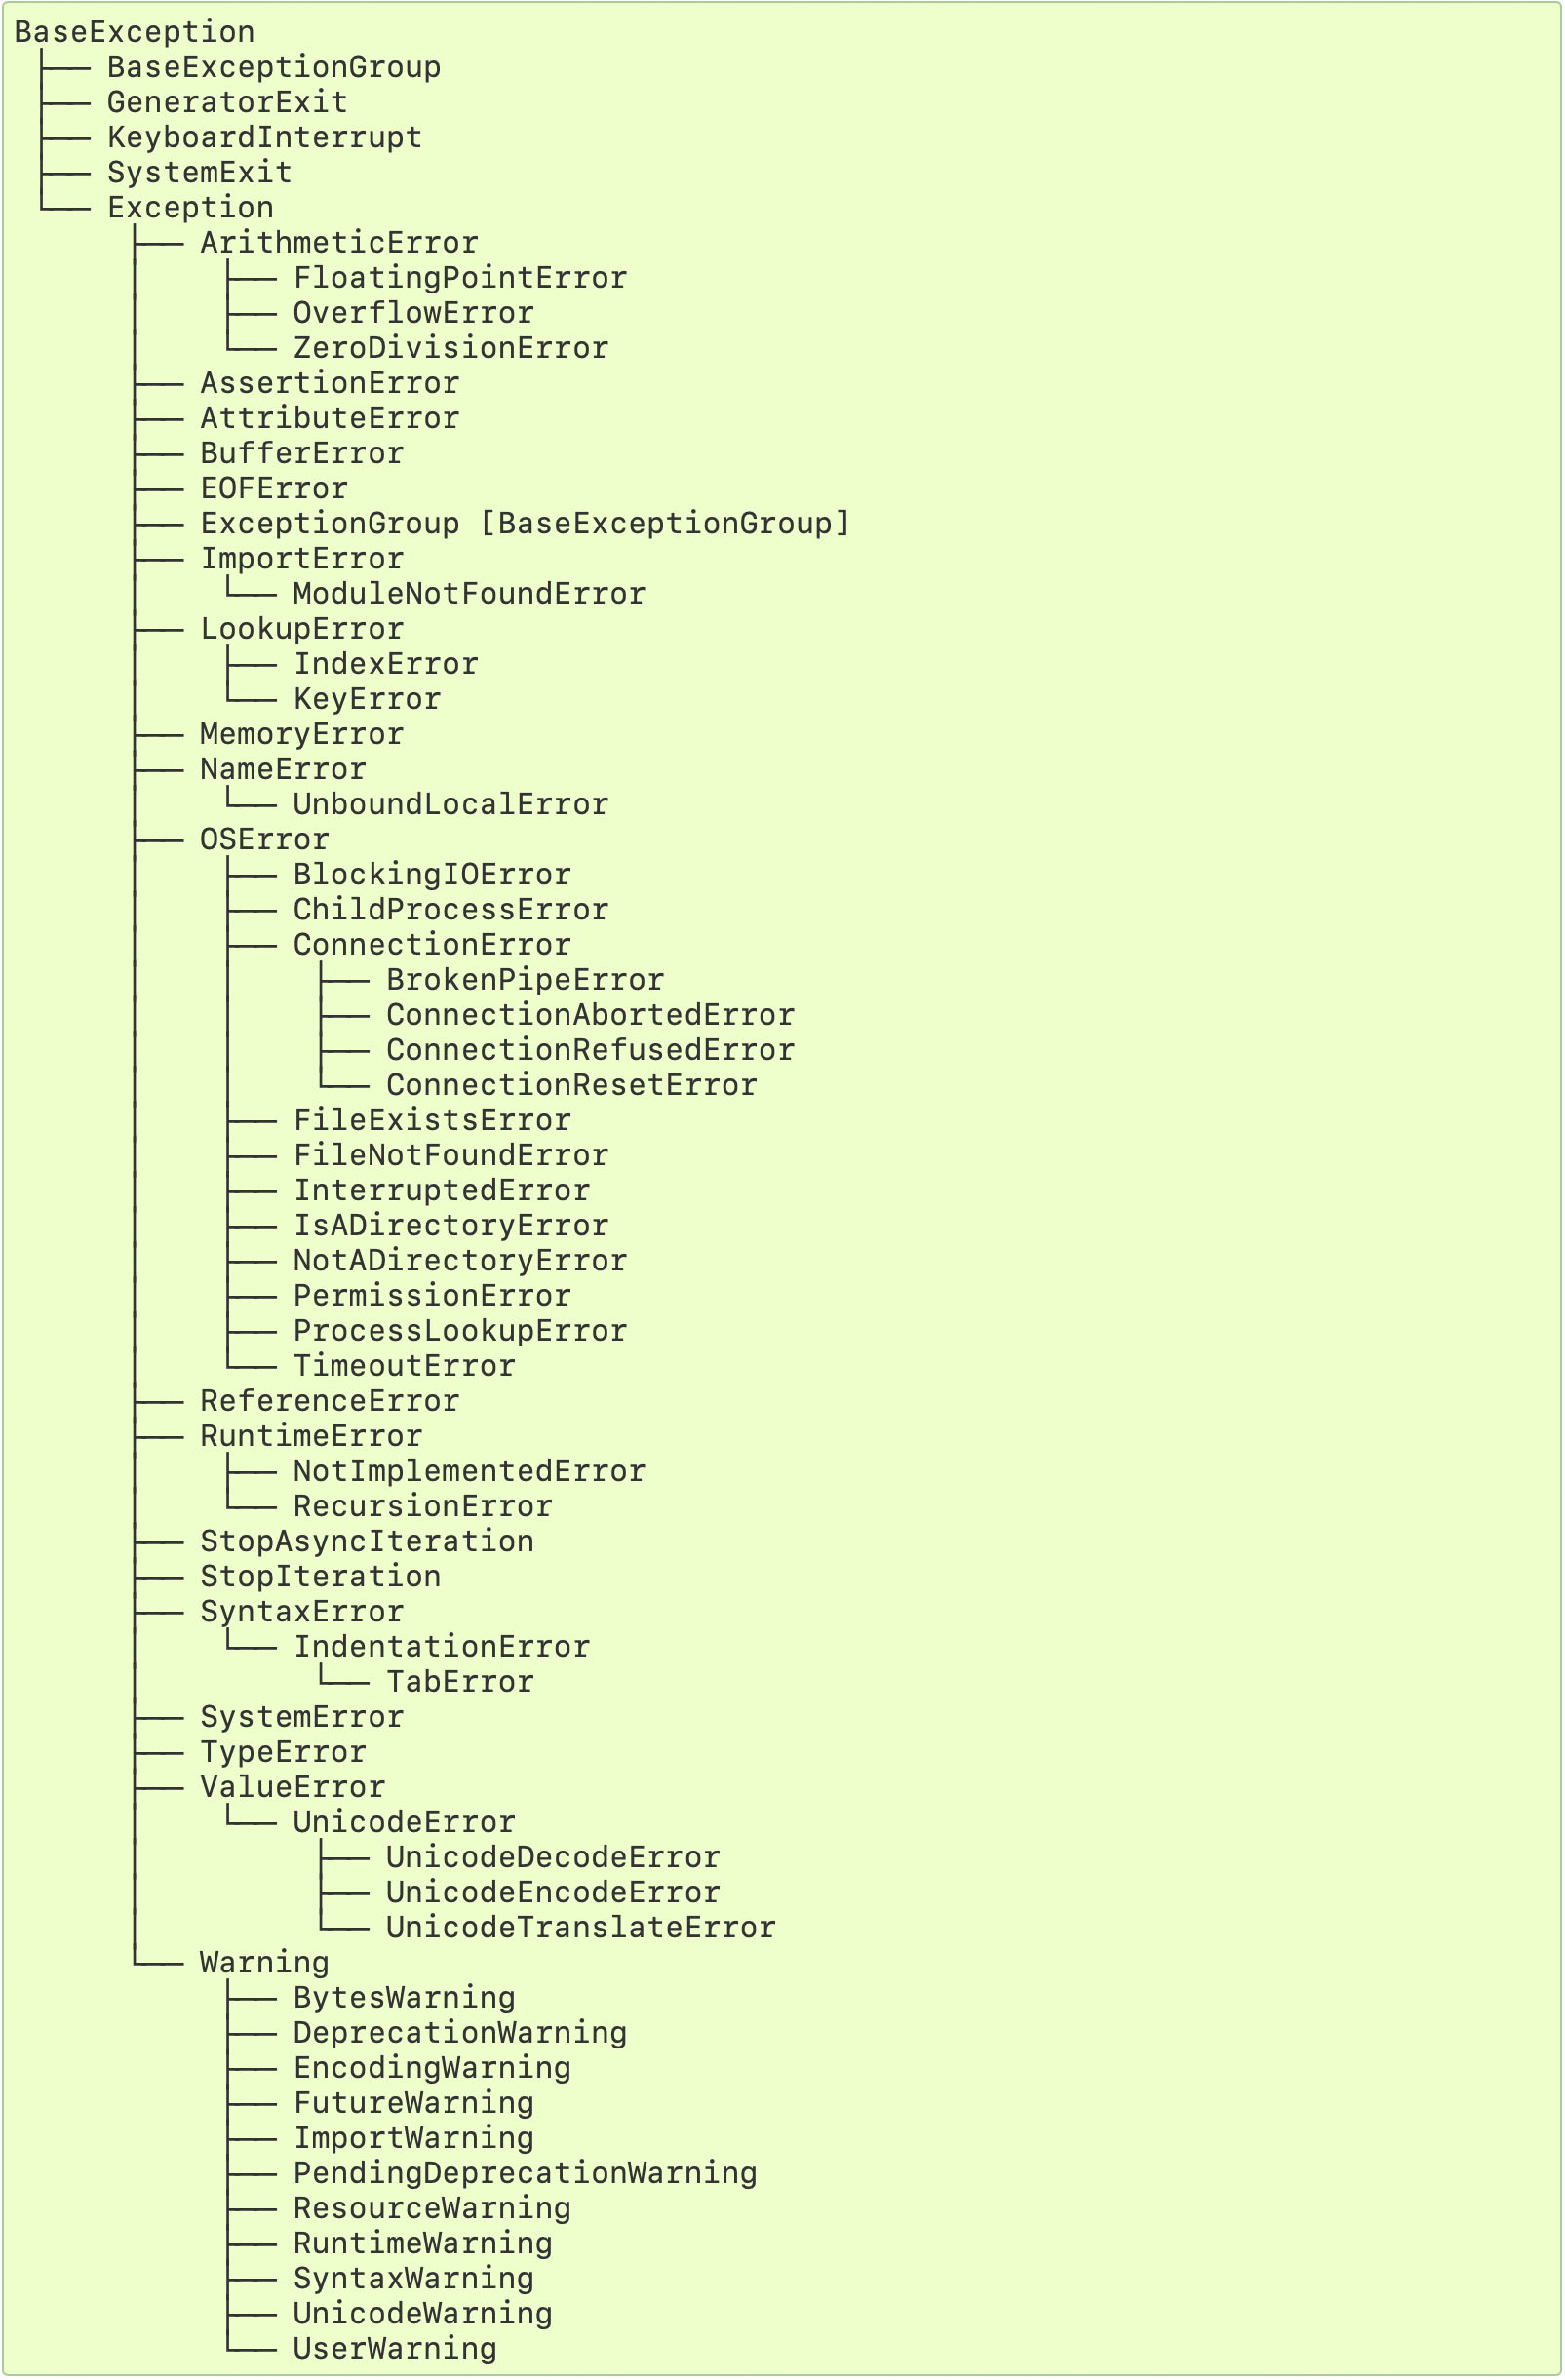 BaseException
 ├── BaseExceptionGroup
 ├── GeneratorExit
 ├── KeyboardInterrupt
 ├── SystemExit
 └── Exception
      ├── ArithmeticError
      │    ├── FloatingPointError
      │    ├── OverflowError
      │    └── ZeroDivisionError
      ├── AssertionError
      ├── AttributeError
      ├── BufferError
      ├── EOFError
      ├── ExceptionGroup [BaseExceptionGroup]
      ├── ImportError
      │    └── ModuleNotFoundError
      ├── LookupError
      │    ├── IndexError
      │    └── KeyError
      ├── MemoryError
      ├── NameError
      │    └── UnboundLocalError
      ├── OSError
      │    ├── BlockingIOError
      │    ├── ChildProcessError
      │    ├── ConnectionError
      │    │    ├── BrokenPipeError
      │    │    ├── ConnectionAbortedError
      │    │    ├── ConnectionRefusedError
      │    │    └── ConnectionResetError
      │    ├── FileExistsError
      │    ├── FileNotFoundError
      │    ├── InterruptedError
      │    ├── IsADirectoryError
      │    ├── NotADirectoryError
      │    ├── PermissionError
      │    ├── ProcessLookupError
      │    └── TimeoutError
      ├── ReferenceError
      ├── RuntimeError
      │    ├── NotImplementedError
      │    └── RecursionError
      ├── StopAsyncIteration
      ├── StopIteration
      ├── SyntaxError
      │    └── IndentationError
      │         └── TabError
      ├── SystemError
      ├── TypeError
      ├── ValueError
      │    └── UnicodeError
      │         ├── UnicodeDecodeError
      │         ├── UnicodeEncodeError
      │         └── UnicodeTranslateError
      └── Warning
           ├── BytesWarning
           ├── DeprecationWarning
           ├── EncodingWarning
           ├── FutureWarning
           ├── ImportWarning
           ├── PendingDeprecationWarning
           ├── ResourceWarning
           ├── RuntimeWarning
           ├── SyntaxWarning
           ├── UnicodeWarning
           └── UserWarning